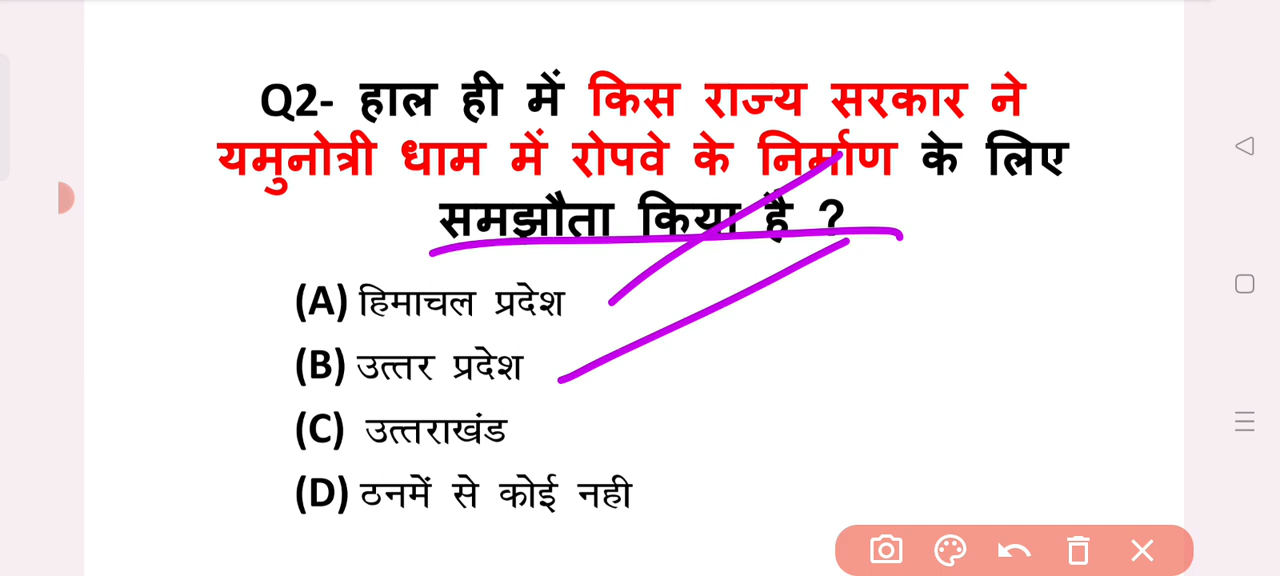 Q2- हाल ही में किस राज्य सरकार ने
यमुनोत्री धाम में रोपवे के निर्माण के लिए
समझौता किया है ?
(A) हिमाचल प्रदेश
(B) उत्तर प्रदेश
(C) उत्तराखंड
(D) ठनमें से कोई नही